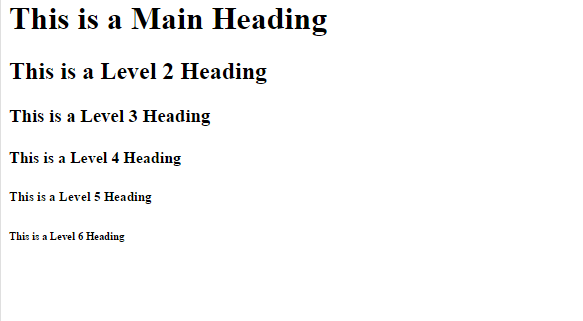 This is a Main Heading
This is a Level 2 Heading
This is a Level 3 Heading
This is a Level 4 Heading
This is a Level 5 Heading
This is a Level 6 Heading